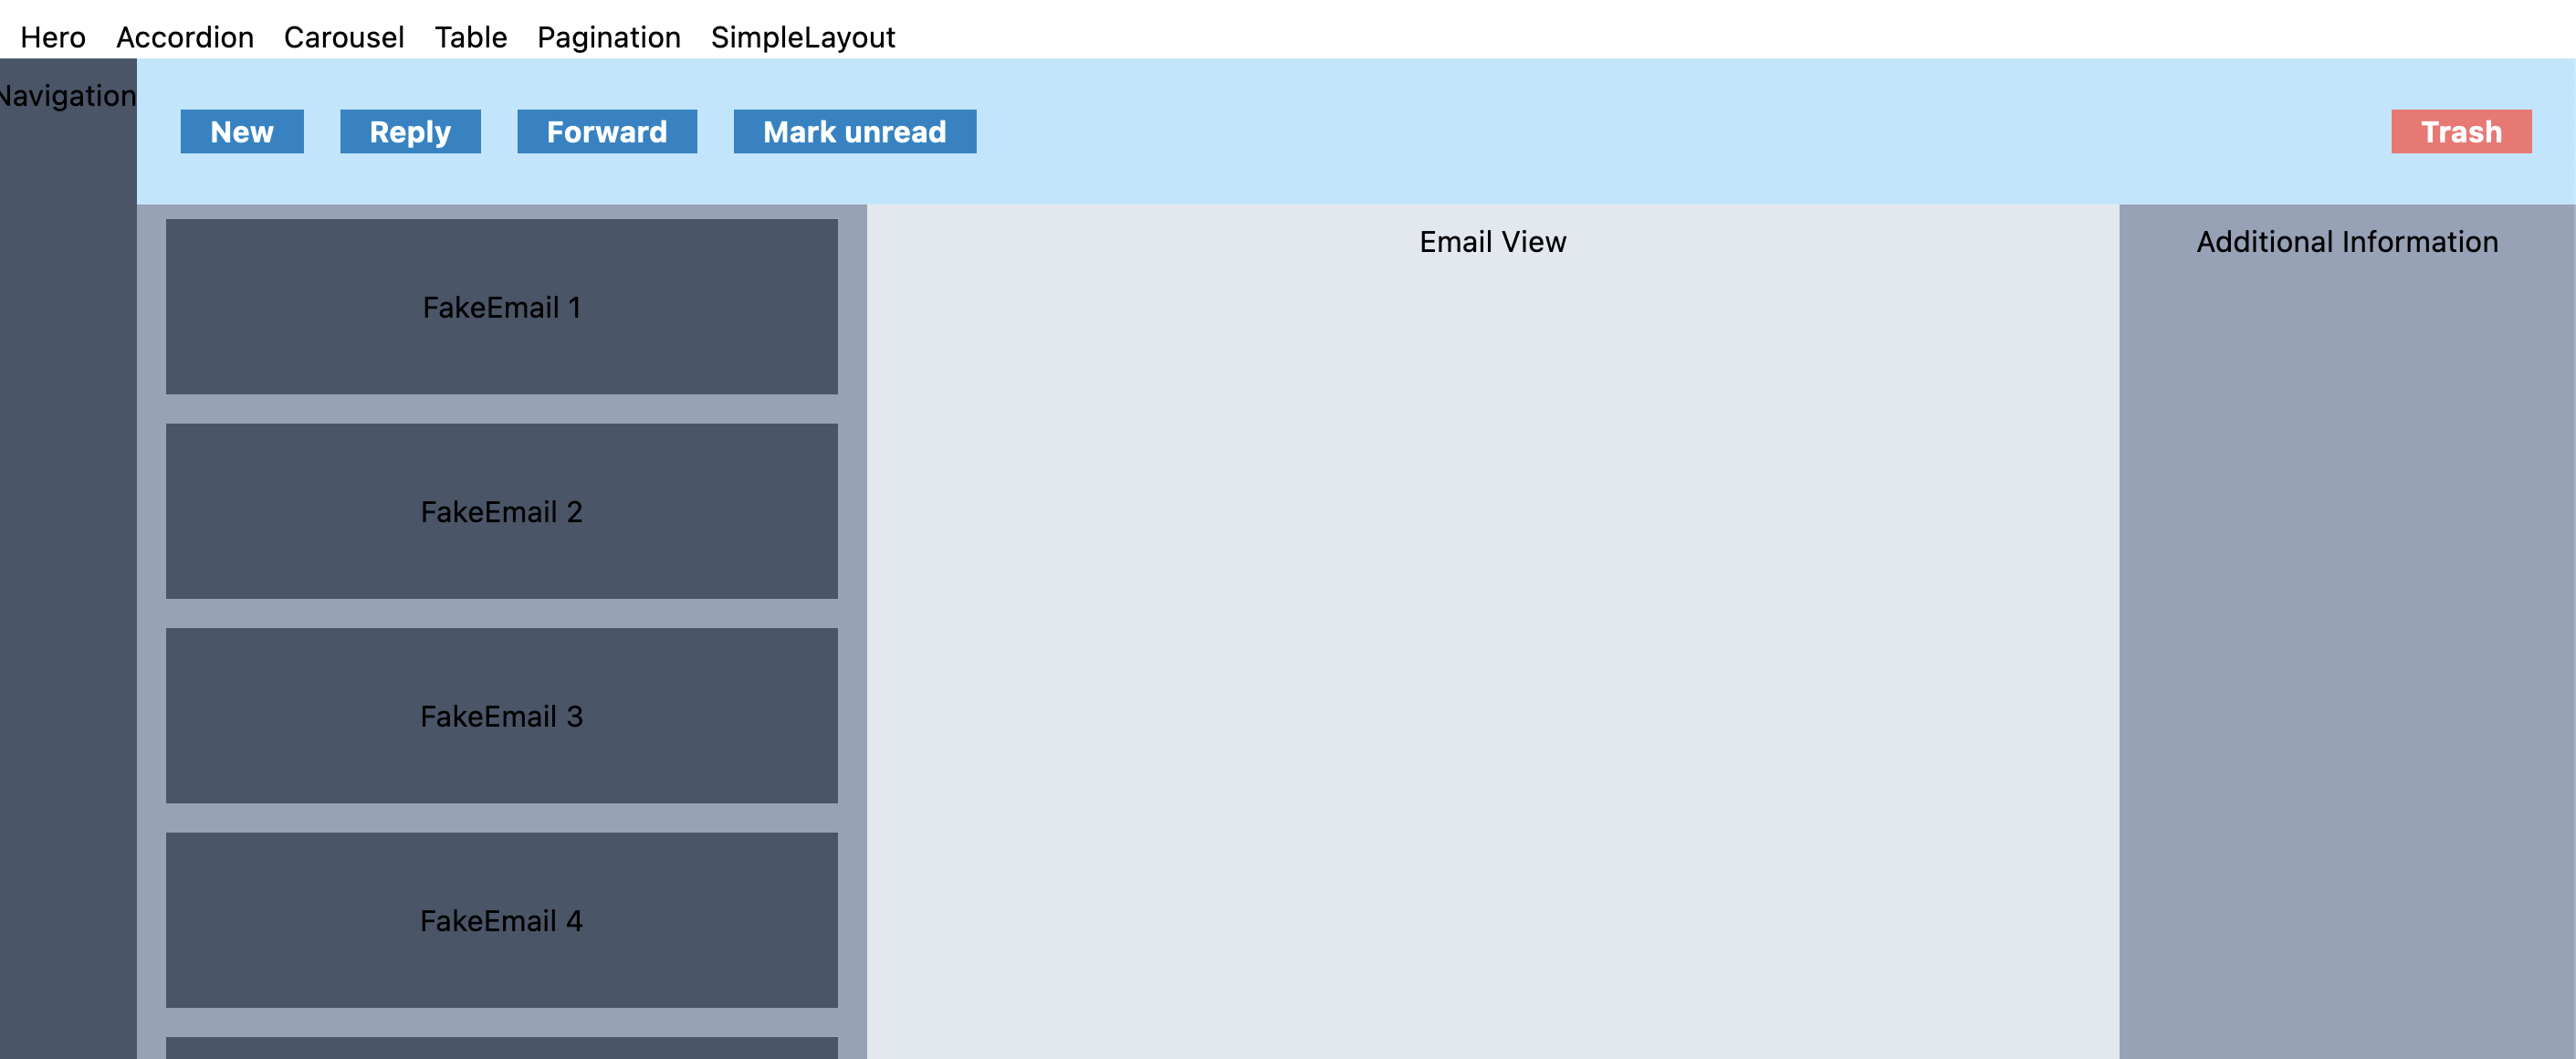 Hero Accordion Carousel Table Pagination SimpleLayout
Navigation
New Reply Forward Mark unread Trash
FakeEmail 1
FakeEmail 2
FakeEmail 3
FakeEmail 4
Email View
Additional Information